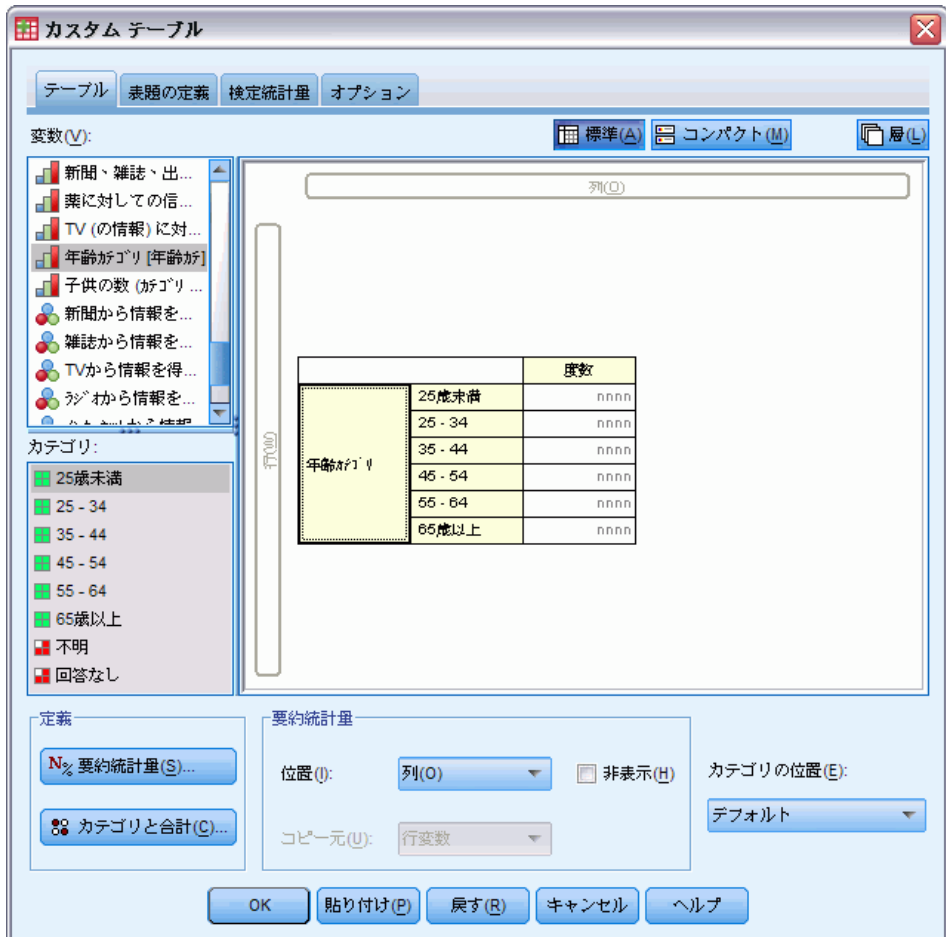 カスタム テーブル
テーブル 表題の定義 検定統計量 オプション
変数(V):
標準(A) コンパクト(M) 層(L)
新聞、雑誌、出...
薬に対しての信...
TV (の情報) に対...
年齢ｶﾃｺﾞﾘ [年齢ｶﾃ]
子供の数 (ｶﾃｺﾞﾘ ...
新聞から情報を...
雑誌から情報を...
TVから情報を得...
ﾗｼﾞｵから情報を...
カテゴリ:
25歳未満
25 - 34
35 - 44
45 - 54
55 - 64
65歳以上
不明
回答なし
列(O)
行(W)
度数
年齢ｶﾃｺﾞﾘ
25歳未満 nnnn
25 - 34 nnnn
35 - 44 nnnn
45 - 54 nnnn
55 - 64 nnnn
65歳以上 nnnn
定義
N% 要約統計量(S)...
カテゴリと合計(C)...
要約統計量
位置(I): 列(O) 非表示(H)
コピー元(U): 行変数
カテゴリの位置(E):
デフォルト
OK 貼り付け(P) 戻す(R) キャンセル ヘルプ